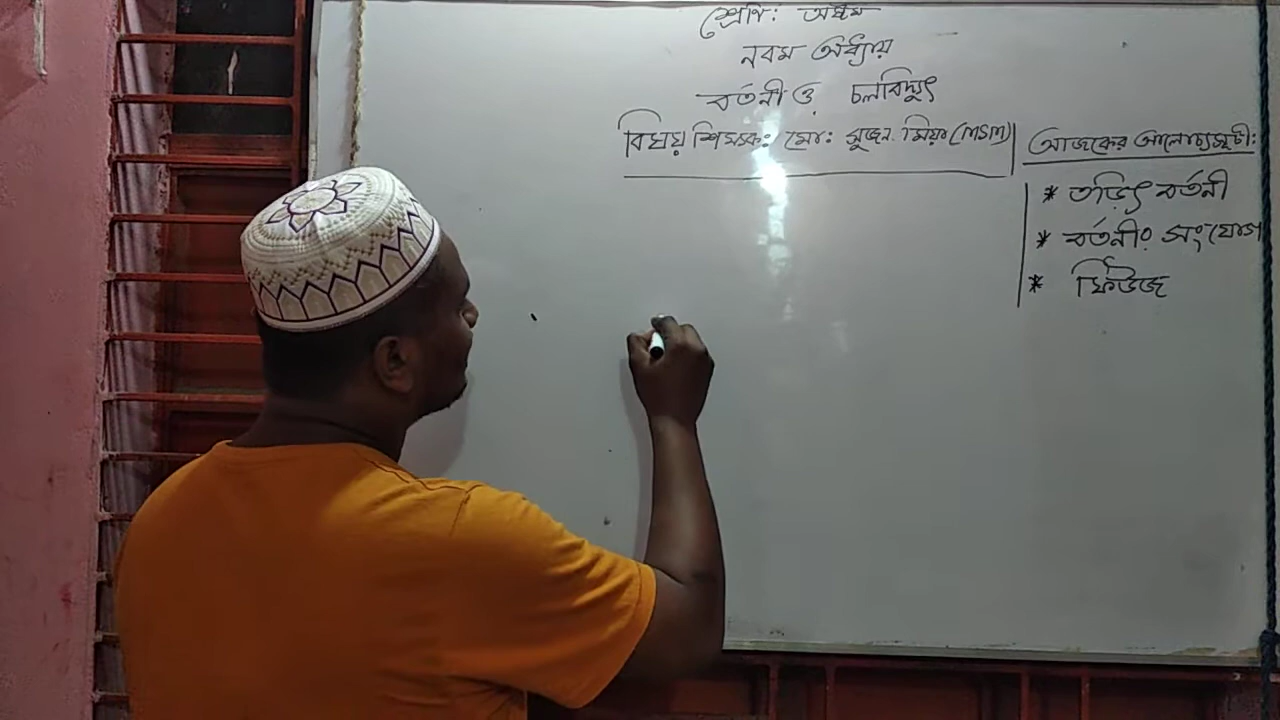 শ্রেণি: অষ্টম
নবম অধ্যায়
বর্তনী ও চলবিদ্যুৎ
বিষয় শিক্ষক: মো: সুজন মিয়া
আজকের আলোচ্যসূচী:
* তড়িৎ বর্তনী
* বর্তনীর সংযোগ
* ফিউজ